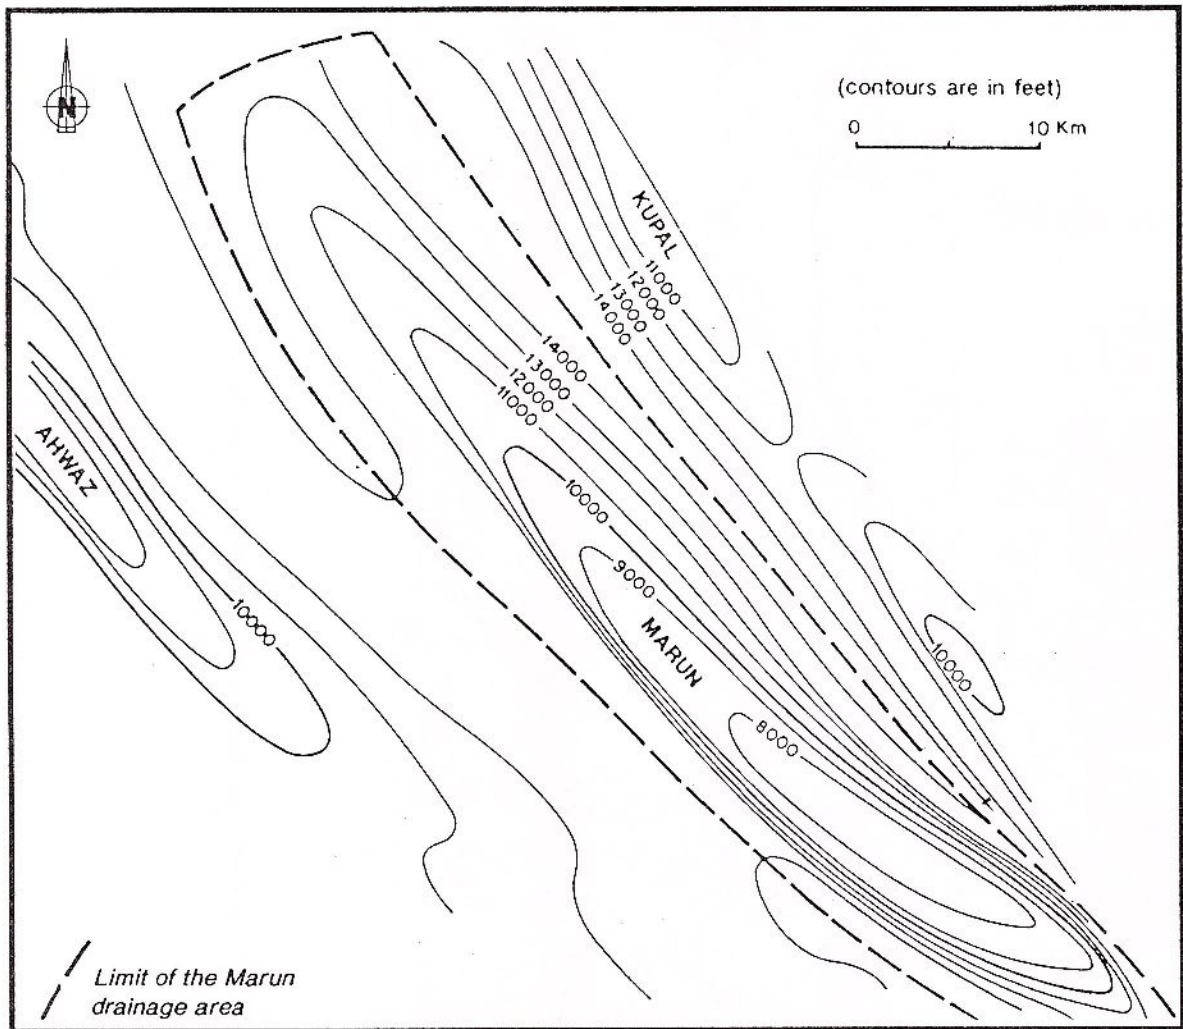 N
(contours are in feet)
0 10 Km
KUPAL
11000
12000
13000
14000
14000
13000
12000
11000
AHWAZ
10000
10000
9000
MARUN
10000
8000
Limit of the Marun
drainage area